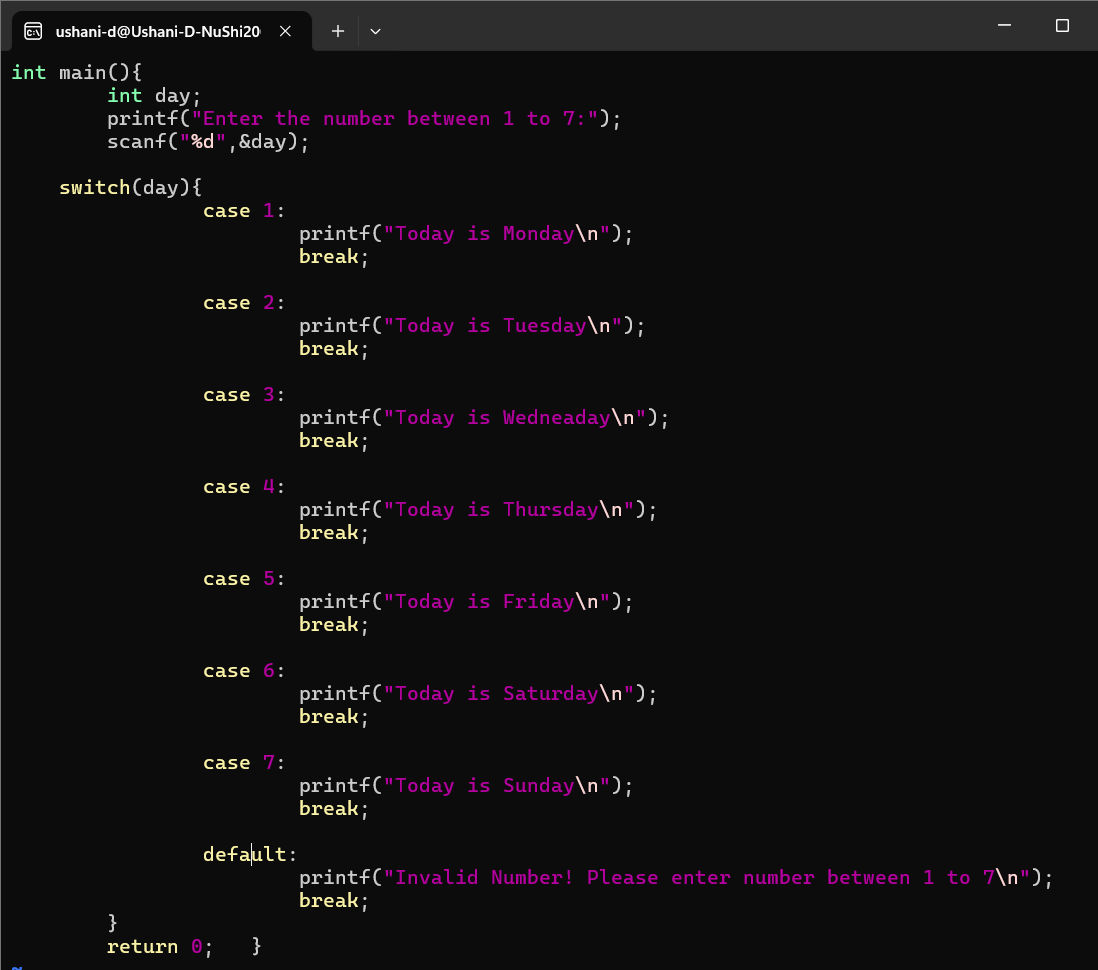 ushani-d@Ushani-D-NuShi20
int main(){
        int day;
        printf("Enter the number between 1 to 7:");
        scanf("%d",&day);

    switch(day){
                case 1:
                        printf("Today is Monday\n");
                        break;

                case 2:
                        printf("Today is Tuesday\n");
                        break;

                case 3:
                        printf("Today is Wedneaday\n");
                        break;

                case 4:
                        printf("Today is Thursday\n");
                        break;

                case 5:
                        printf("Today is Friday\n");
                        break;

                case 6:
                        printf("Today is Saturday\n");
                        break;

                case 7:
                        printf("Today is Sunday\n");
                        break;

                default:
                        printf("Invalid Number! Please enter number between 1 to 7\n");
                        break;
        }
        return 0;   }
~